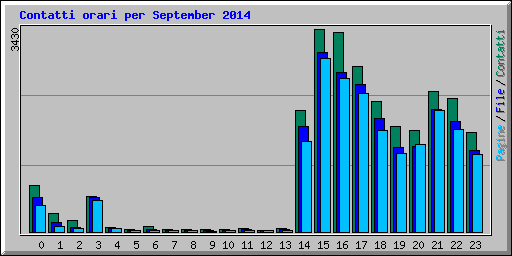 Contatti orari per September 2014
3430
Pagine / File / Contatti
0 1 2 3 4 5 6 7 8 9 10 11 12 13 14 15 16 17 18 19 20 21 22 23